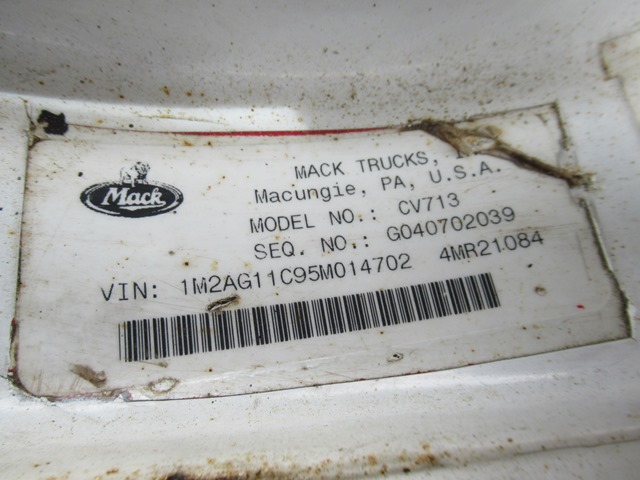 Mack
MACK TRUCKS,
Macungie, PA, U.S.A.
MODEL NO.: CV713
SEQ. NO.: G040702039
VIN: 1M2AG11C95M014702 4MR21084